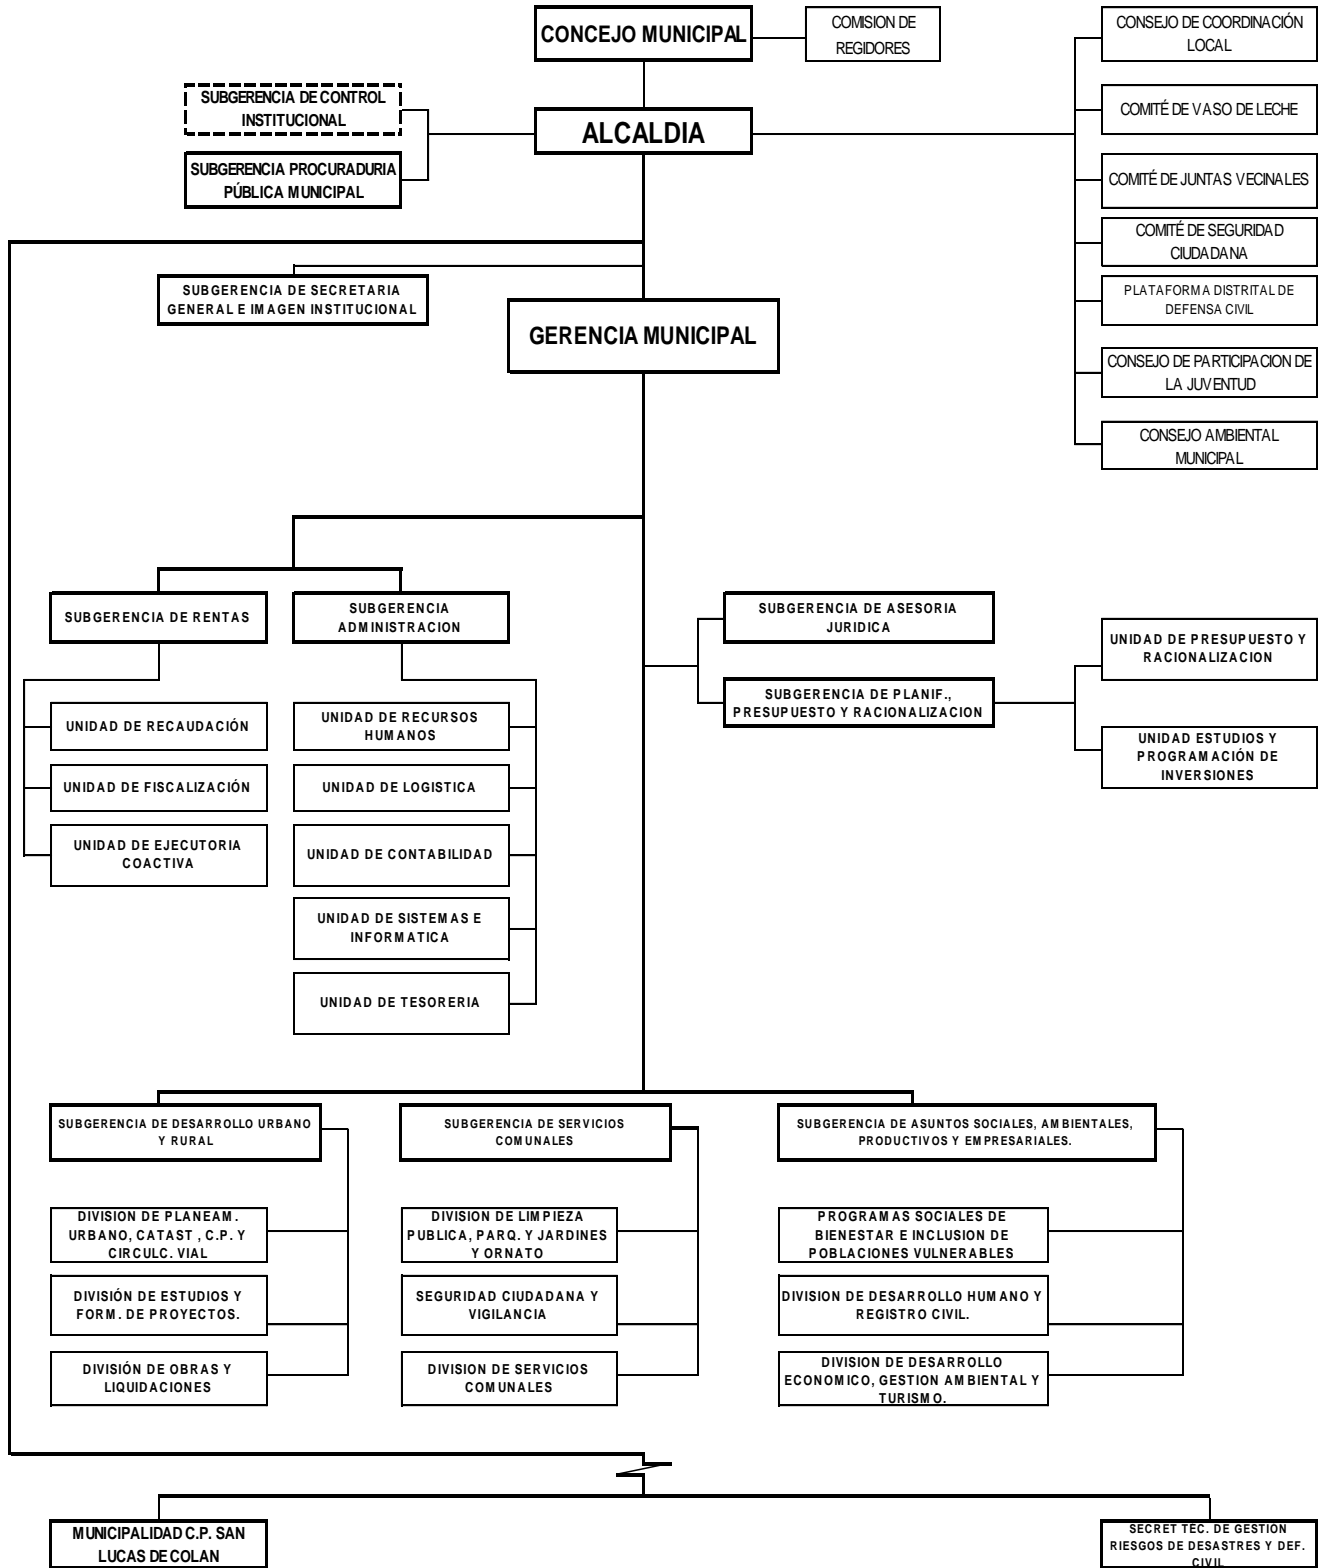 CONCEJO MUNICIPAL
COMISION DE
REGIDORES
CONSEJO DE COORDINACIÓN
LOCAL
SUBGERENCIA DE CONTROL
INSTITUCIONAL
ALCALDIA
COMITÉ DE VASO DE LECHE
SUBGERENCIA PROCURADURIA
PÚBLICA MUNICIPAL
COMITÉ DE JUNTAS VECINALES
COMITÉ DE SEGURIDAD
CIUDADANA
SUBGERENCIA DE SECRETARIA
GENERAL E IMAGEN INSTITUCIONAL
PLATAFORMA DISTRITAL DE
DEFENSA CIVIL
GERENCIA MUNICIPAL
CONSEJO DE PARTICIPACION DE
LA JUVENTUD
CONSEJO AMBIENTAL
MUNICIPAL
SUBGERENCIA DE RENTAS
SUBGERENCIA
ADMINISTRACION
SUBGERENCIA DE ASESORIA
JURIDICA
UNIDAD DE PRESUPUESTO Y
RACIONALIZACION
SUBGERENCIA DE PLANIF.,
PRESUPUESTO Y RACIONALIZACION
UNIDAD ESTUDIOS Y
PROGRAMACIÓN DE
INVERSIONES
UNIDAD DE RECAUDACIÓN
UNIDAD DE RECURSOS
HUMANOS
UNIDAD DE FISCALIZACIÓN
UNIDAD DE LOGISTICA
UNIDAD DE EJECUTORIA
COACTIVA
UNIDAD DE CONTABILIDAD
UNIDAD DE SISTEMAS E
INFORMATICA
UNIDAD DE TESORERIA
SUBGERENCIA DE DESARROLLO URBANO
Y RURAL
SUBGERENCIA DE SERVICIOS
COMUNALES
SUBGERENCIA DE ASUNTOS SOCIALES, AMBIENTALES,
PRODUCTIVOS Y EMPRESARIALES.
DIVISION DE PLANEAM.
URBANO, CATAST , C.P. Y
CIRCULC. VIAL
DIVISION DE LIMPIEZA
PUBLICA, PARQ. Y JARDINES
Y ORNATO
PROGRAMAS SOCIALES DE
BIENESTAR E INCLUSION DE
POBLACIONES VULNERABLES
DIVISIÓN DE ESTUDIOS Y
FORM. DE PROYECTOS.
SEGURIDAD CIUDADANA Y
VIGILANCIA
DIVISION DE DESARROLLO HUMANO Y
REGISTRO CIVIL.
DIVISIÓN DE OBRAS Y
LIQUIDACIONES
DIVISION DE SERVICIOS
COMUNALES
DIVISION DE DESARROLLO
ECONOMICO, GESTION AMBIENTAL Y
TURISMO.
MUNICIPALIDAD C.P. SAN
LUCAS DE COLAN
SECRET TÉC. DE GESTION
RIESGOS DE DESASTRES Y DEF.
CIVIL